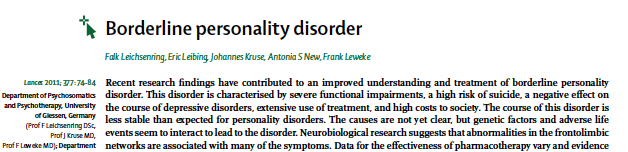 Borderline personality disorder
Falk Leichsenring, Eric Leibing, Johannes Kruse, Antonia S New, Frank Leweke
Lancet 2011; 377: 74–84
Department of Psychosomatics
and Psychotherapy, University
of Giessen, Germany
(Prof F Leichsenring DSc,
Prof J Kruse MD,
Prof F Leweke MD); Department
Recent research findings have contributed to an improved understanding and treatment of borderline personality
disorder. This disorder is characterised by severe functional impairments, a high risk of suicide, a negative effect on
the course of depressive disorders, extensive use of treatment, and high costs to society. The course of this disorder is
less stable than expected for personality disorders. The causes are not yet clear, but genetic factors and adverse life
events seem to interact to lead to the disorder. Neurobiological research suggests that abnormalities in the frontolimbic
networks are associated with many of the symptoms. Data for the effectiveness of pharmacotherapy vary and evidence